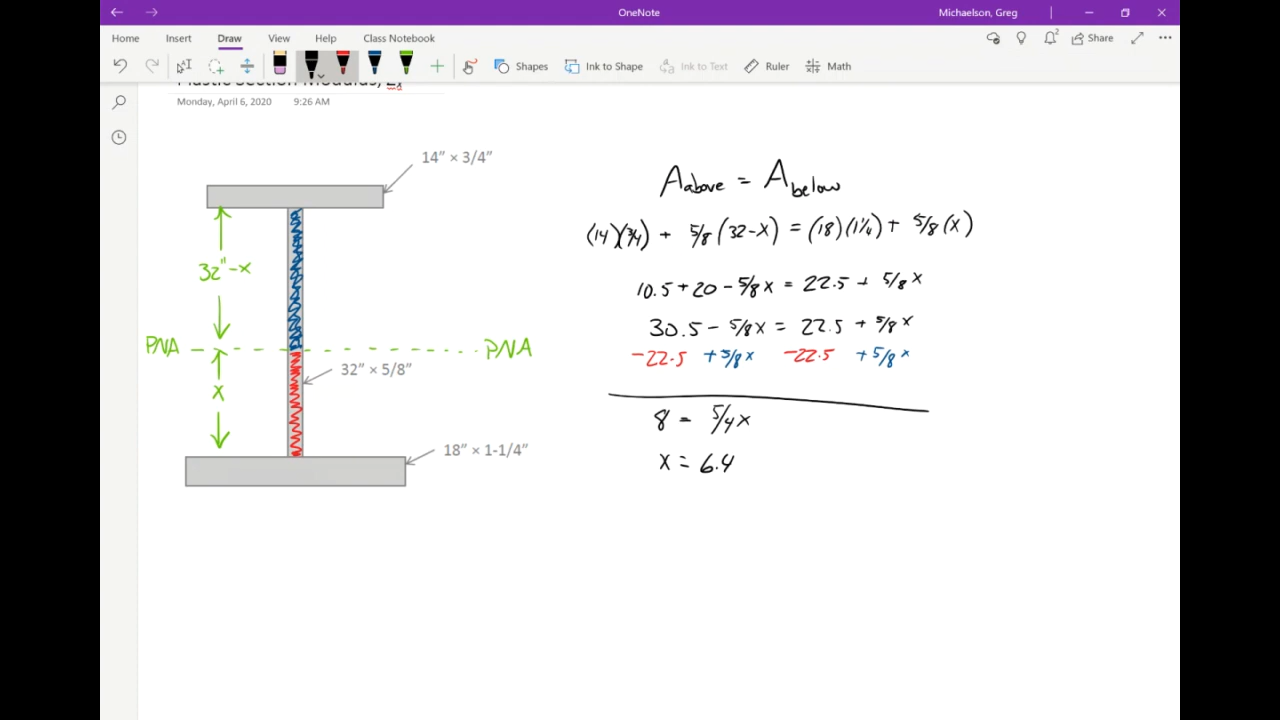 OneNote
Michaelson, Greg
Home Insert Draw View Help Class Notebook
Share
Shapes Ink to Shape Ink to Text Ruler Math
Plastic Section Modulus, Zx
Monday, April 6, 2020 9:26 AM
14” × 3/4”
32" - x
PNA
PNA
x
32” × 5/8”
18” × 1-1/4”
A above = A below
(14)(3/4) + 5/8 (32-x) = (18)(1 1/4) + 5/8 (x)
10.5 + 20 - 5/8 x = 22.5 + 5/8 x
30.5 - 5/8 x = 22.5 + 5/8 x
-22.5 + 5/8 x -22.5 + 5/8 x
8 = 5/4 x
x = 6.4